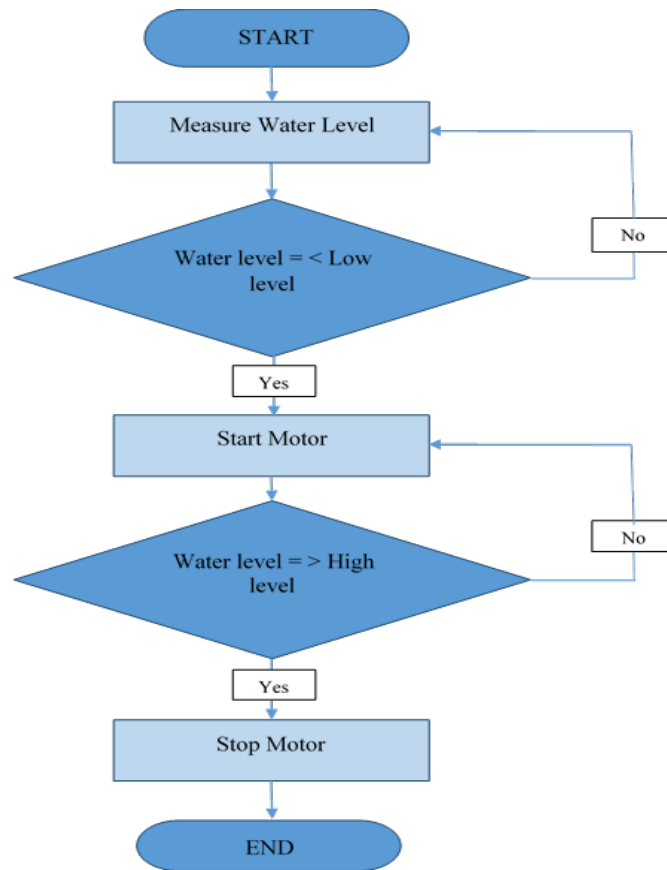 START
Measure Water Level
No
Water level = < Low
level
Yes
Start Motor
No
Water level = > High
level
Yes
Stop Motor
END